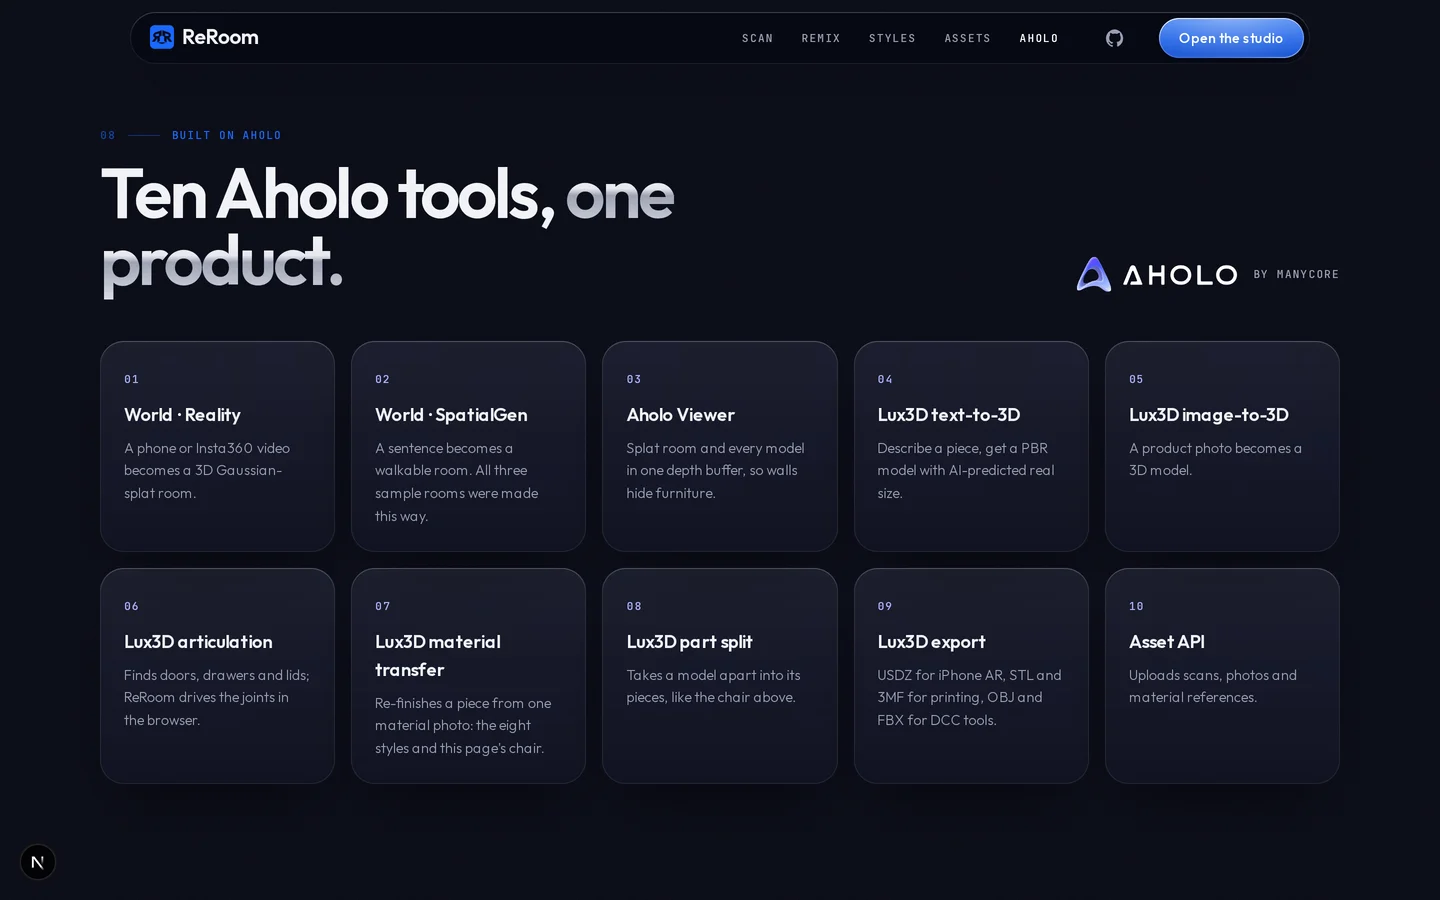 ReRoom
SCAN REMIX STYLES ASSETS AHOLO
Open the studio
08 BUILT ON AHOLO
Ten Aholo tools, one
product.
AHOLO BY MANYCORE
01
World · Reality
A phone or Insta360 video
becomes a 3D Gaussian-
splat room.
02
World · SpatialGen
A sentence becomes a
walkable room. All three
sample rooms were made
this way.
03
Aholo Viewer
Splat room and every model
in one depth buffer, so walls
hide furniture.
04
Lux3D text-to-3D
Describe a piece, get a PBR
model with AI-predicted real
size.
05
Lux3D image-to-3D
A product photo becomes a
3D model.
06
Lux3D articulation
Finds doors, drawers and lids;
ReRoom drives the joints in
the browser.
07
Lux3D material
transfer
Re-finishes a piece from one
material photo: the eight
styles and this page's chair.
08
Lux3D part split
Takes a model apart into its
pieces, like the chair above.
09
Lux3D export
USDZ for iPhone AR, STL and
3MF for printing, OBJ and
FBX for DCC tools.
10
Asset API
Uploads scans, photos and
material references.
N